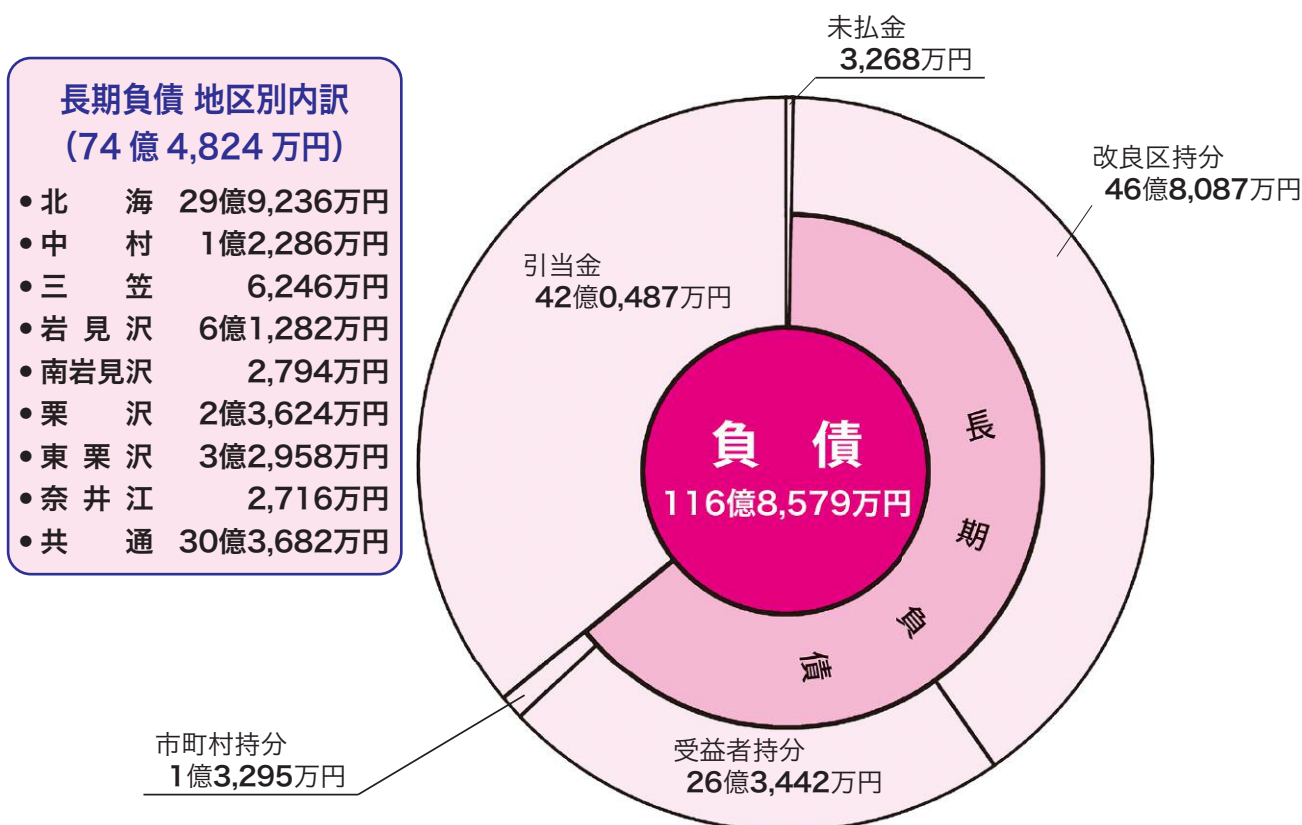 長期負債 地区別内訳
（74億4,824万円）
●北海 29億9,236万円
●中村 1億2,286万円
●三笠 6,246万円
●岩見沢 6億1,282万円
●南岩見沢 2,794万円
●栗沢 2億3,624万円
●東栗沢 3億2,958万円
●奈井江 2,716万円
●共通 30億3,682万円
未払金
3,268万円
改良区持分
46億8,087万円
引当金
42億0,487万円
負債
116億8,579万円
長期負債
受益者持分
26億3,442万円
市町村持分
1億3,295万円